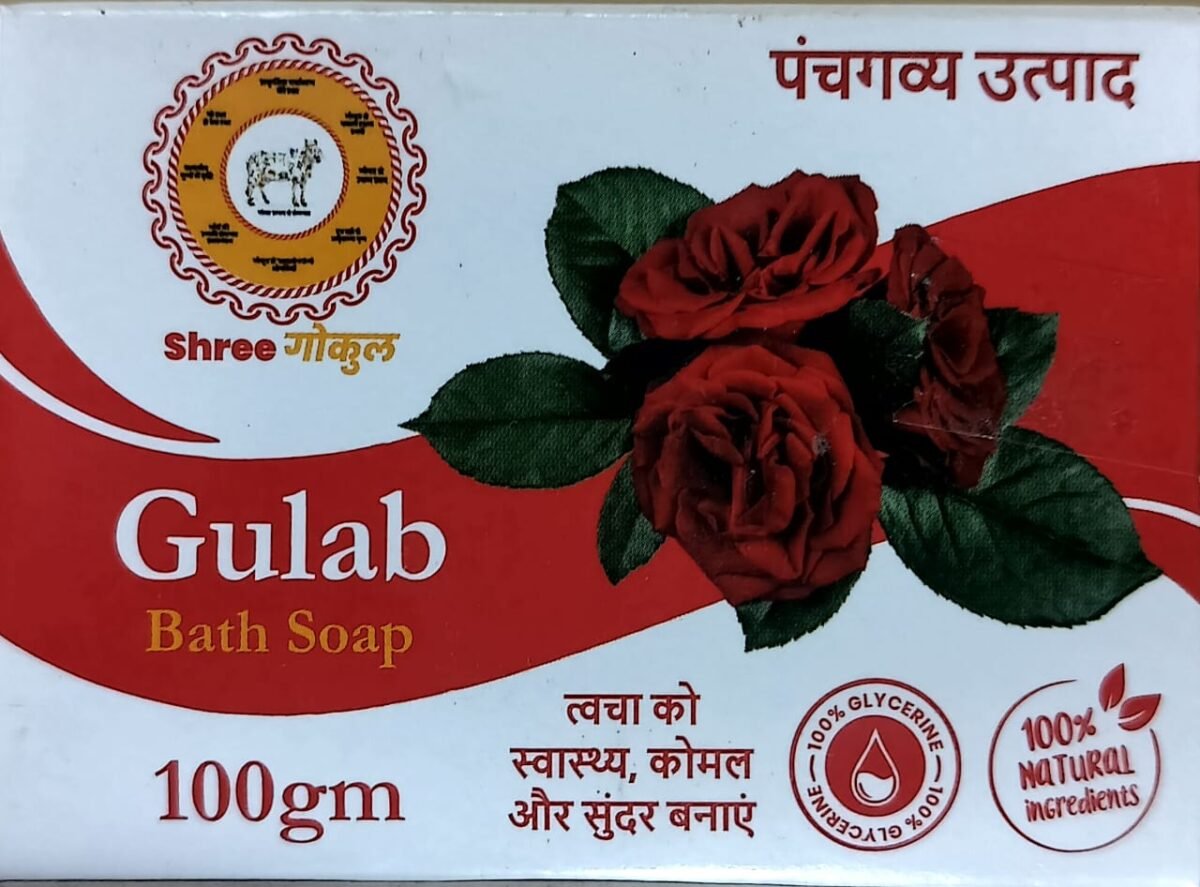 पंचगव्य उत्पाद
Shree गोकुल
Gulab
Bath Soap
100gm
त्वचा को
स्वास्थ्य, कोमल
और सुंदर बनाएं
100% GLYCERINE
100% GLYCERINE
100%
NATURAL
ingredients